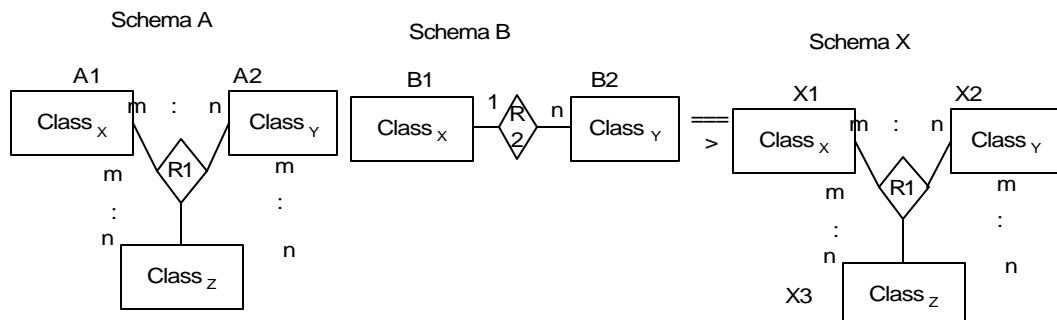 Schema A
Schema B
Schema X
A1
A2
B1
B2
X1
X2
Class X
m : n
Class Y
Class X
1
R
2
n
Class Y
===
>
Class X
m : n
Class Y
R1
m
:
n
m
:
n
Class Z
R1
m
:
n
m
:
n
X3
Class Z